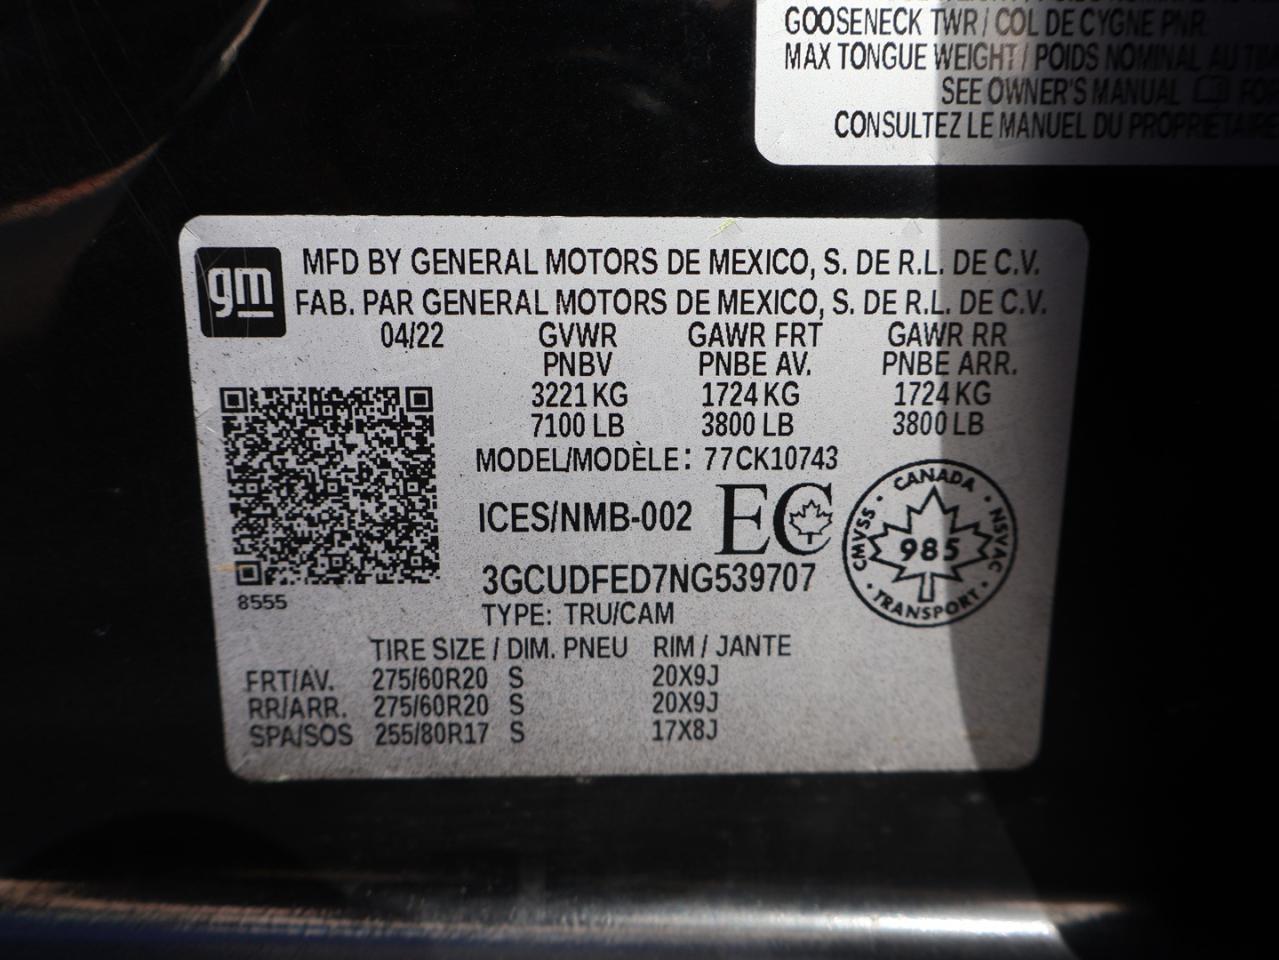 GOOSENECK TWR / COL DE CYGNE PNR
MAX TONGUE WEIGHT / POIDS NOMINAL AU
SEE OWNER'S MANUAL FOR
CONSULTEZ LE MANUEL DU PROPRIÉTAIRE
gm
MFD BY GENERAL MOTORS DE MEXICO, S. DE R.L. DE C.V.
FAB. PAR GENERAL MOTORS DE MEXICO, S. DE R.L. DE C.V.
04/22 GVWR GAWR FRT GAWR RR
PNBV PNBE AV. PNBE ARR.
3221 KG 1724 KG 1724 KG
7100 LB 3800 LB 3800 LB
MODEL/MODÈLE: 77CK10743
ICES/NMB-002 EC
CANADA
CMVSS 985 NSVAC
TRANSPORT
3GCUDFED7NG539707
8555
TYPE: TRU/CAM
TIRE SIZE / DIM. PNEU RIM / JANTE
FRT/AV. 275/60R20 S 20X9J
RR/ARR. 275/60R20 S 20X9J
SPA/SOS 255/80R17 S 17X8J